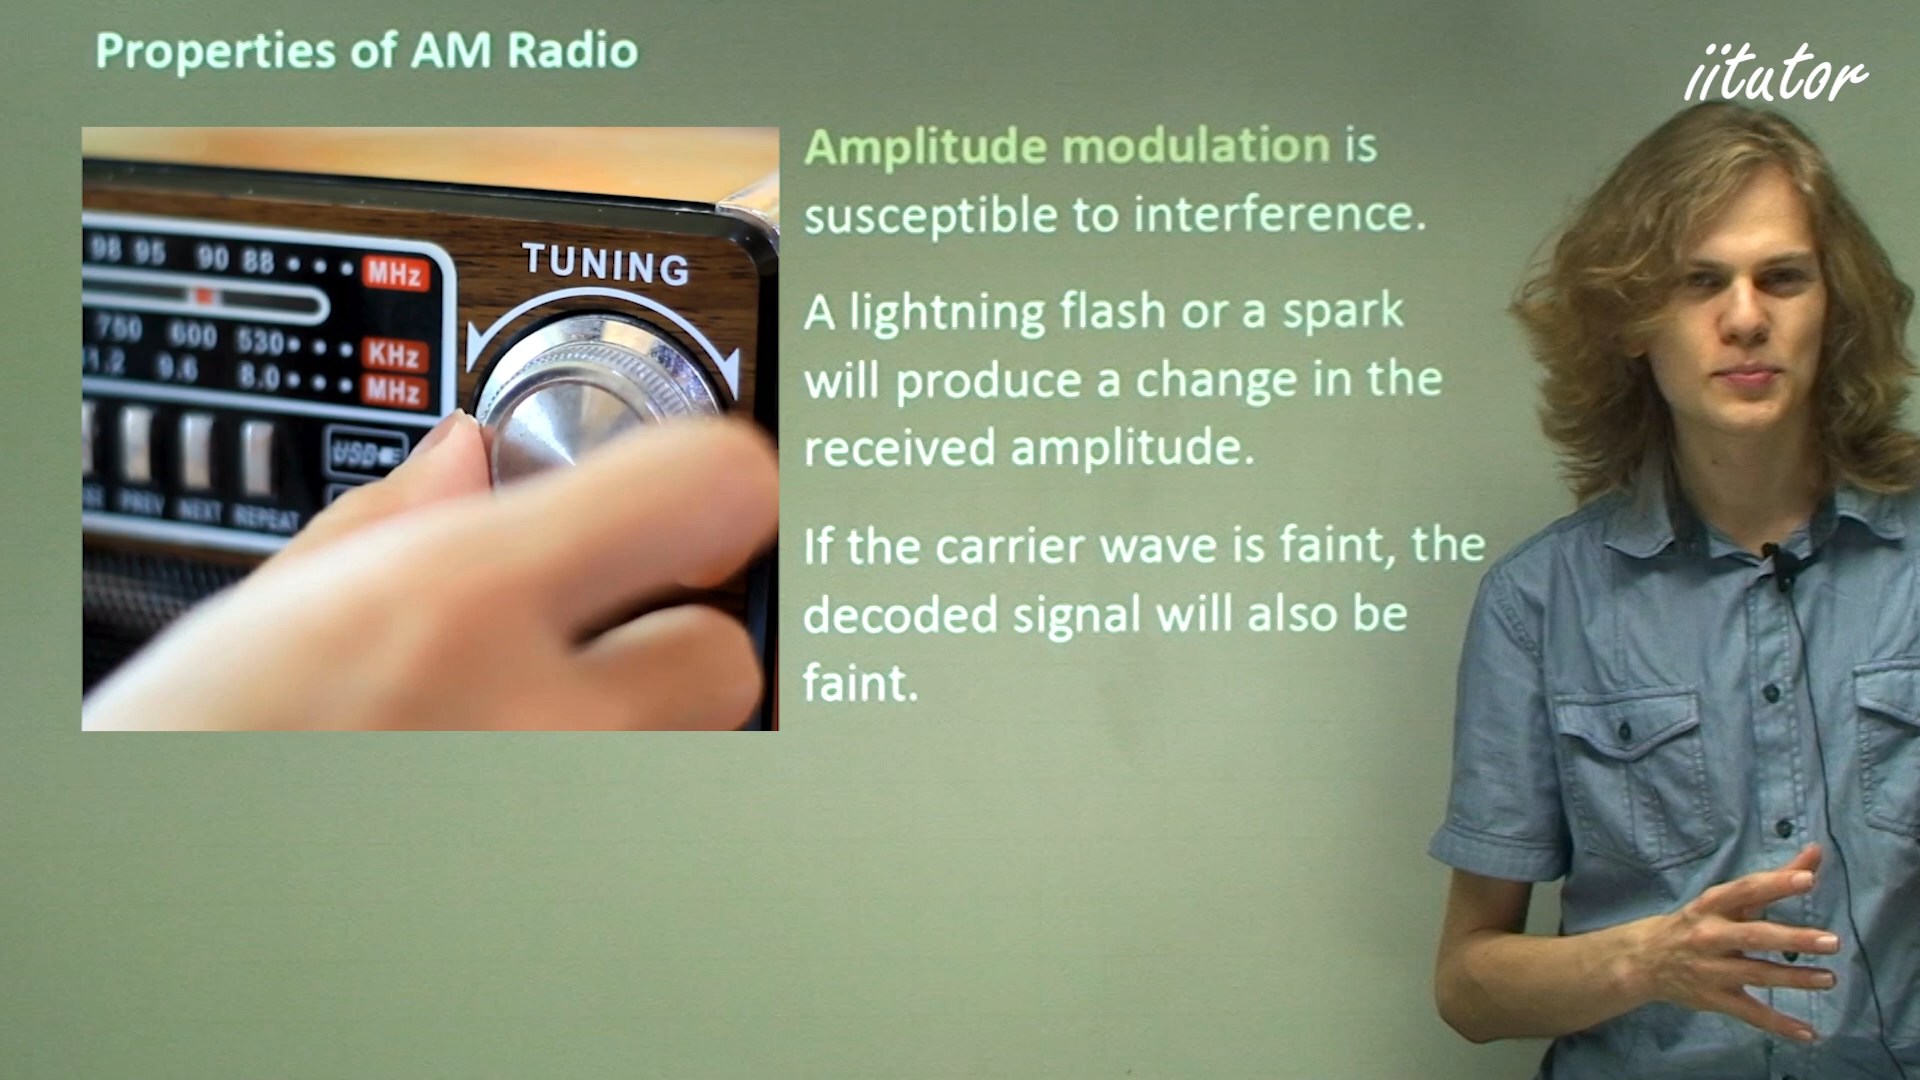 Properties of AM Radio
iitutor
Amplitude modulation is
susceptible to interference.
A lightning flash or a spark
will produce a change in the
received amplitude.
If the carrier wave is faint, the
decoded signal will also be
faint.
TUNING
98 95 90 88 • • • MHz
750 600 530 • • • KHz
9.6 8.0 • • • MHz
USB
PREV NEXT REPEAT